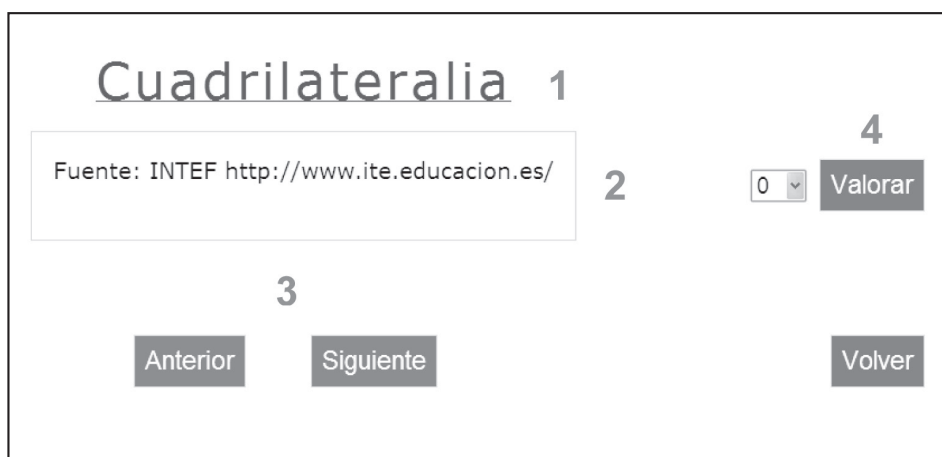 Cuadrilateralia 1
4
Fuente: INTEF http://www.ite.educacion.es/
2
0 Valorar
3
Anterior Siguiente Volver